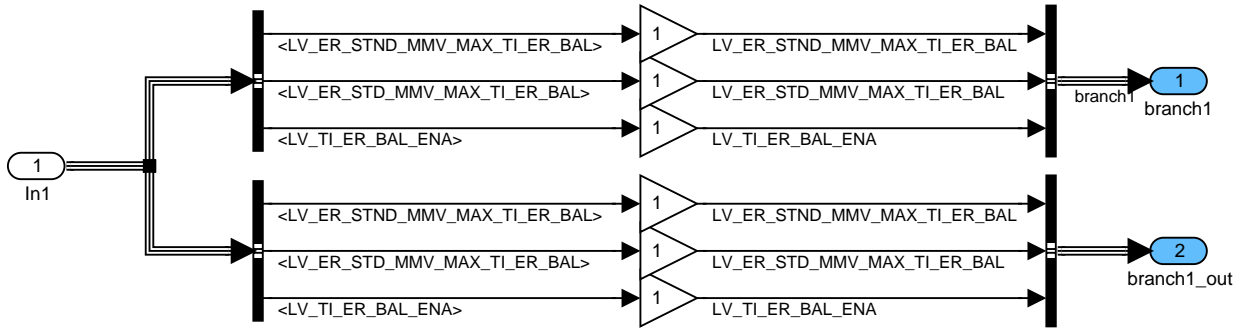 <LV_ER_STND_MMV_MAX_TI_ER_BAL> 1 LV_ER_STND_MMV_MAX_TI_ER_BAL
<LV_ER_STD_MMV_MAX_TI_ER_BAL> 1 LV_ER_STD_MMV_MAX_TI_ER_BAL branch1 1
branch1
<LV_TI_ER_BAL_ENA> 1 LV_TI_ER_BAL_ENA
1
In1
<LV_ER_STND_MMV_MAX_TI_ER_BAL> 1 LV_ER_STND_MMV_MAX_TI_ER_BAL
<LV_ER_STD_MMV_MAX_TI_ER_BAL> 1 LV_ER_STD_MMV_MAX_TI_ER_BAL 2
branch1_out
<LV_TI_ER_BAL_ENA> 1 LV_TI_ER_BAL_ENA